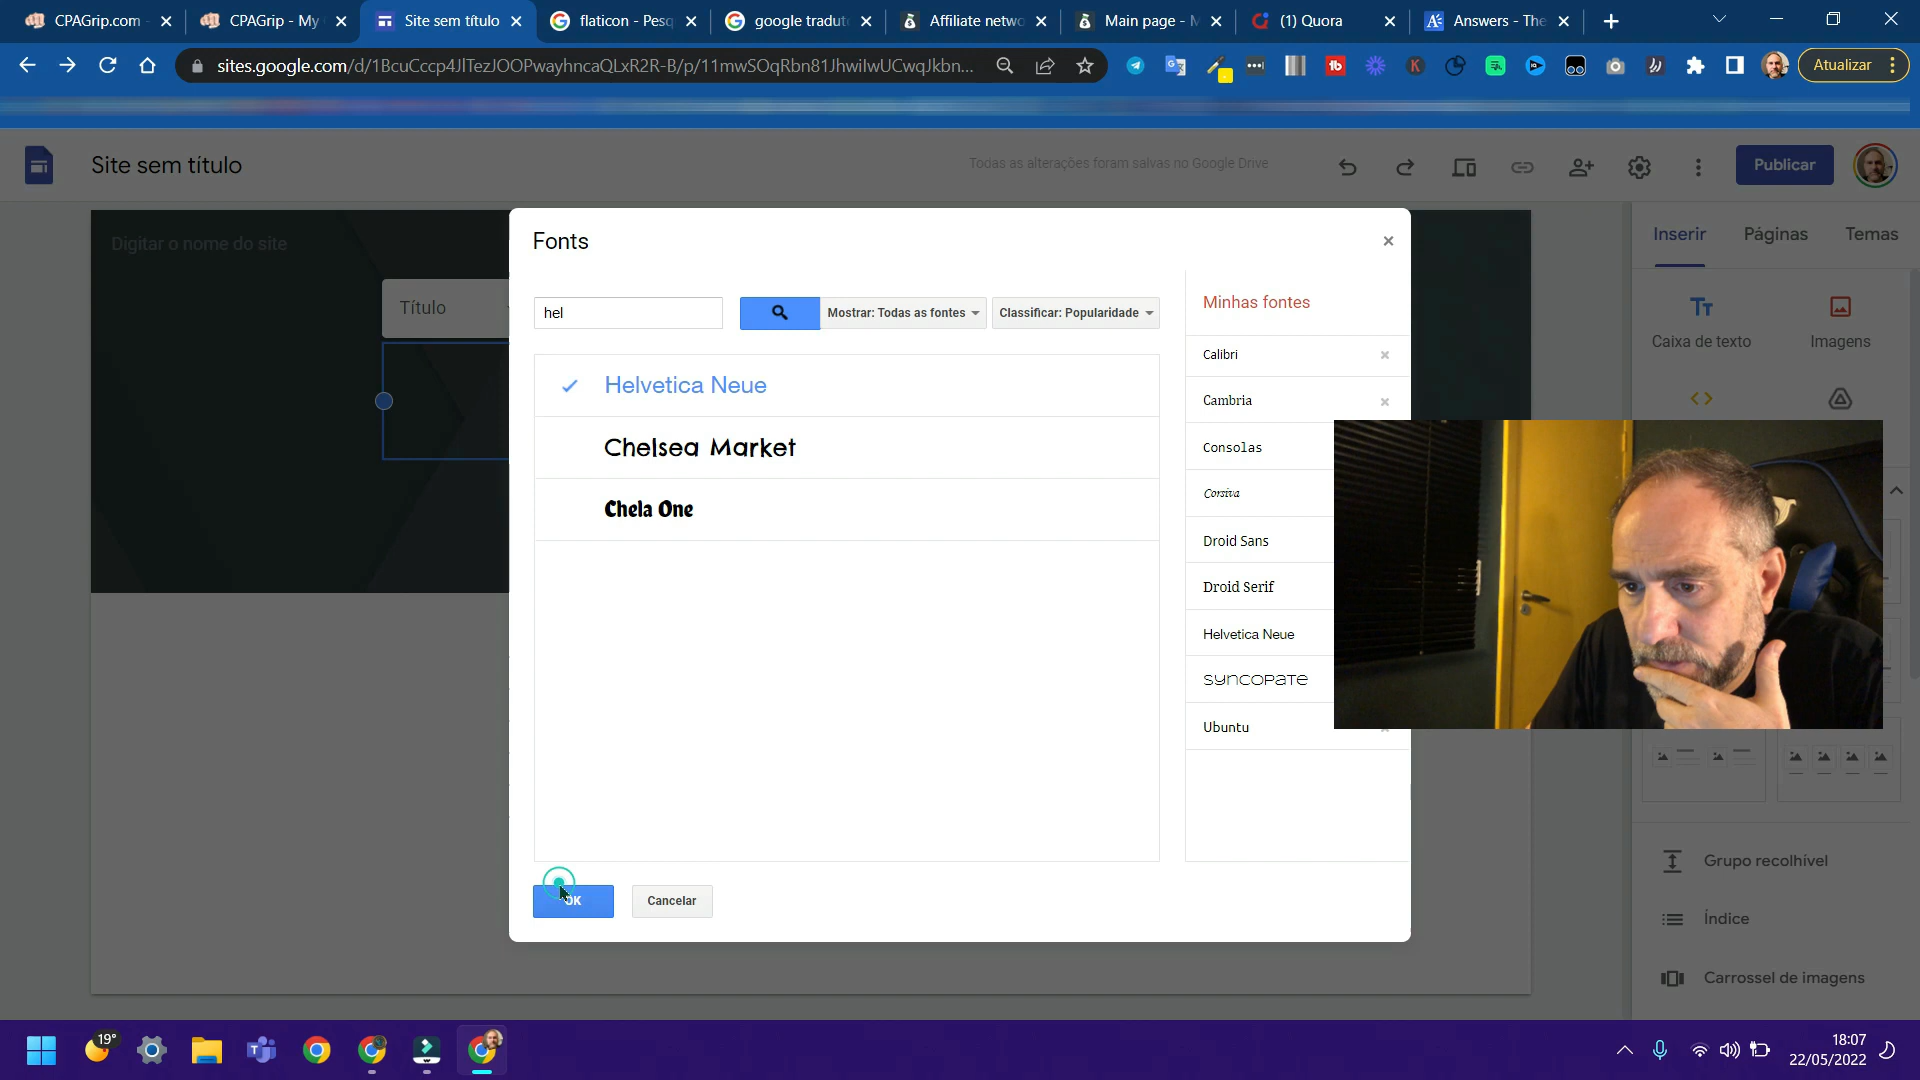 CPAGrip.com -
CPAGrip - My
Site sem título
flaticon - Pesq
google tradut
Affiliate netwo
Main page - M
(1) Quora
Answers - The
sites.google.com/d/1BcuCccp4JlTezJOOPwayhncaQLxR2R-B/p/11mwSOqRbn81JhwiIwUCwqJkbn...
Atualizar
Site sem título
Todas as alterações foram salvas no Google Drive
Publicar
Digitar o nome do site
Título
Inserir
Páginas
Temas
Caixa de texto
Imagens
Fonts
hel
Mostrar: Todas as fontes
Classificar: Popularidade
Helvetica Neue
Chelsea Market
Chela One
Minhas fontes
Calibri
Cambria
Consolas
Corsiva
Droid Sans
Droid Serif
Helvetica Neue
Syncopate
Ubuntu
OK
Cancelar
Grupo recolhível
Índice
Carrossel de imagens
19°
18:07
22/05/2022